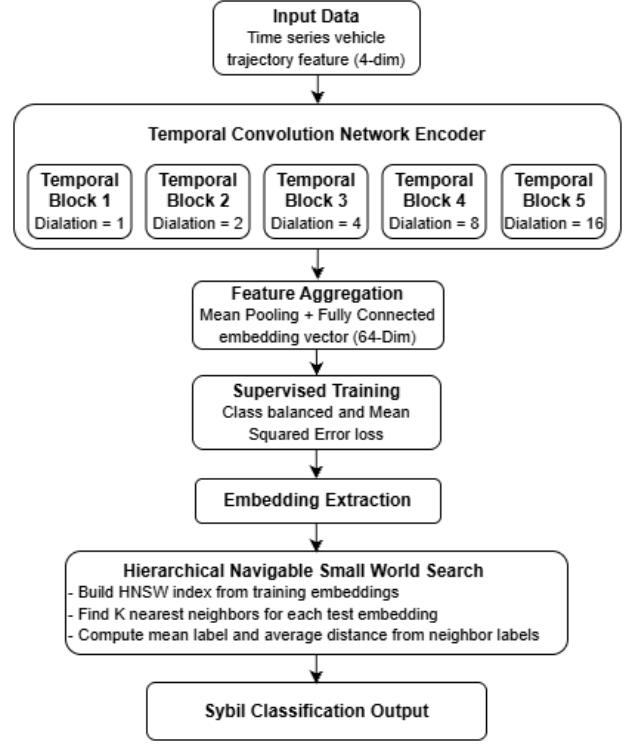 Input Data
Time series vehicle
trajectory feature (4-dim)
Temporal Convolution Network Encoder
Temporal
Block 1
Dialation = 1
Temporal
Block 2
Dialation = 2
Temporal
Block 3
Dialation = 4
Temporal
Block 4
Dialation = 8
Temporal
Block 5
Dialation = 16
Feature Aggregation
Mean Pooling + Fully Connected
embedding vector (64-Dim)
Supervised Training
Class balanced and Mean
Squared Error loss
Embedding Extraction
Hierarchical Navigable Small World Search
- Build HNSW index from training embeddings
- Find K nearest neighbors for each test embedding
- Compute mean label and average distance from neighbor labels
Sybil Classification Output